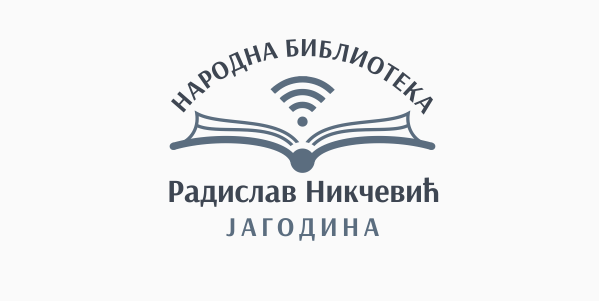 НАРОДНА БИБЛИОТЕКА
Радислав Никчевић
ЈАГОДИНА